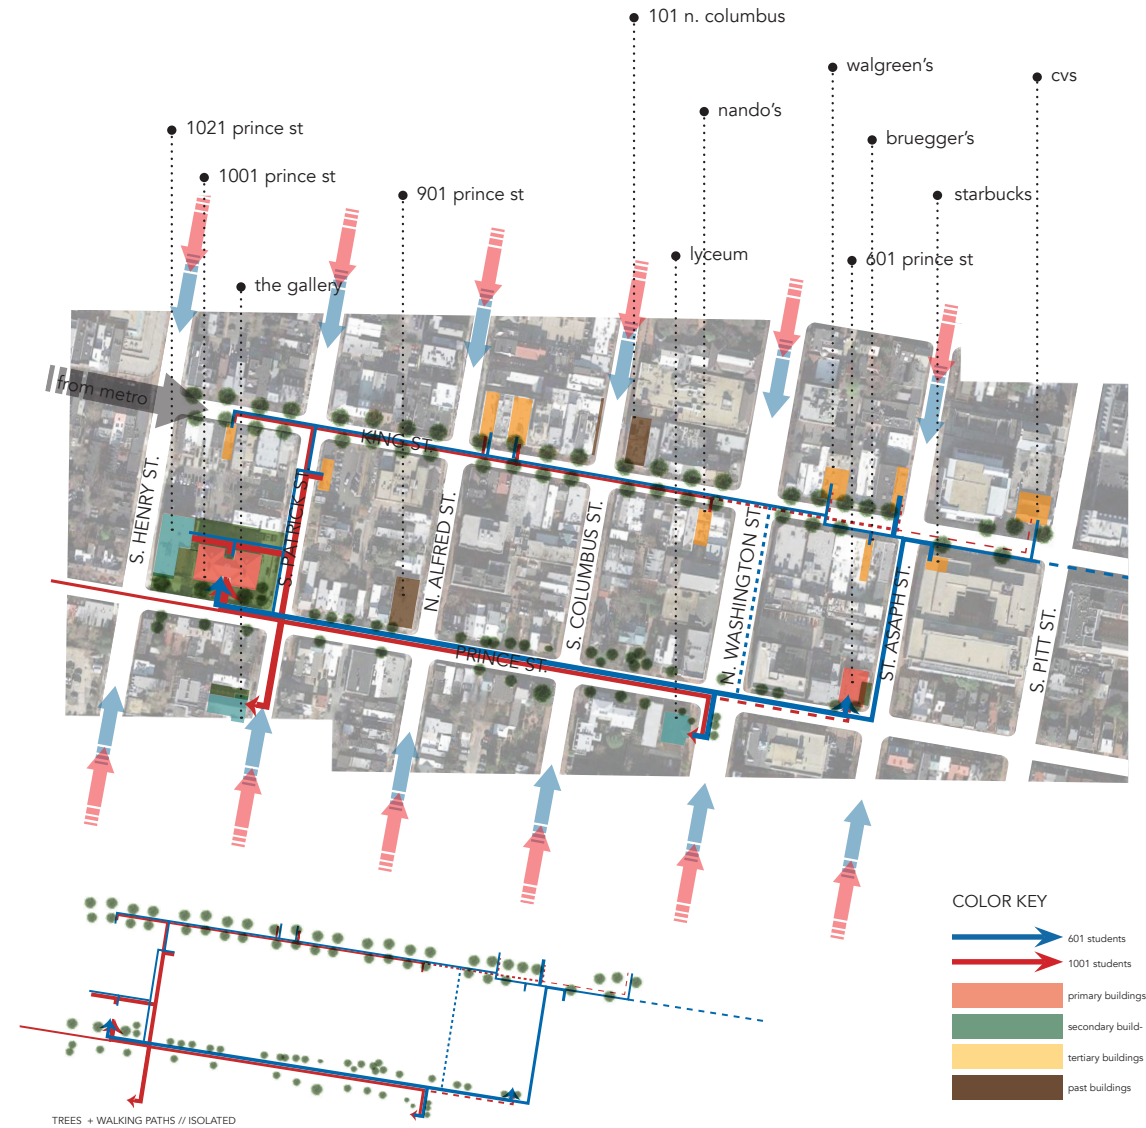 101 n. columbus
walgreen's
cvs
nando's
1021 prince st
bruegger's
1001 prince st
901 prince st
starbucks
lyceum
601 prince st
the gallery
from metro
KING ST.
S. HENRY ST.
S. PATRICK ST.
N. ALFRED ST.
S. COLUMBUS ST.
N. WASHINGTON ST.
ST. ASAPH ST.
S. PITT ST.
PRINCE ST.
COLOR KEY
601 students
1001 students
primary buildings
secondary build-
tertiary buildings
past buildings
TREES + WALKING PATHS // ISOLATED